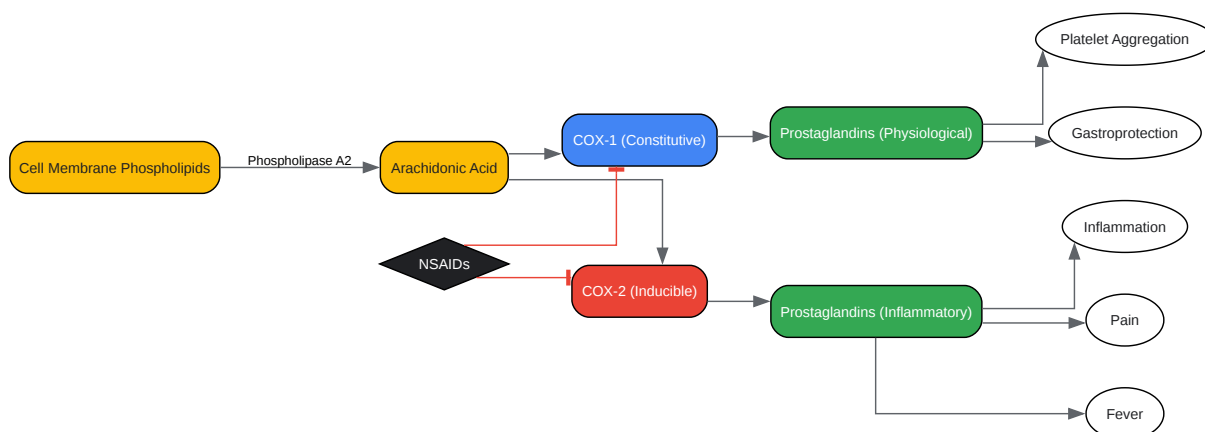 Cell Membrane Phospholipids
Phospholipase A2
Arachidonic Acid
NSAIDs
COX-1 (Constitutive)
COX-2 (Inducible)
Prostaglandins (Physiological)
Prostaglandins (Inflammatory)
Platelet Aggregation
Gastroprotection
Inflammation
Pain
Fever